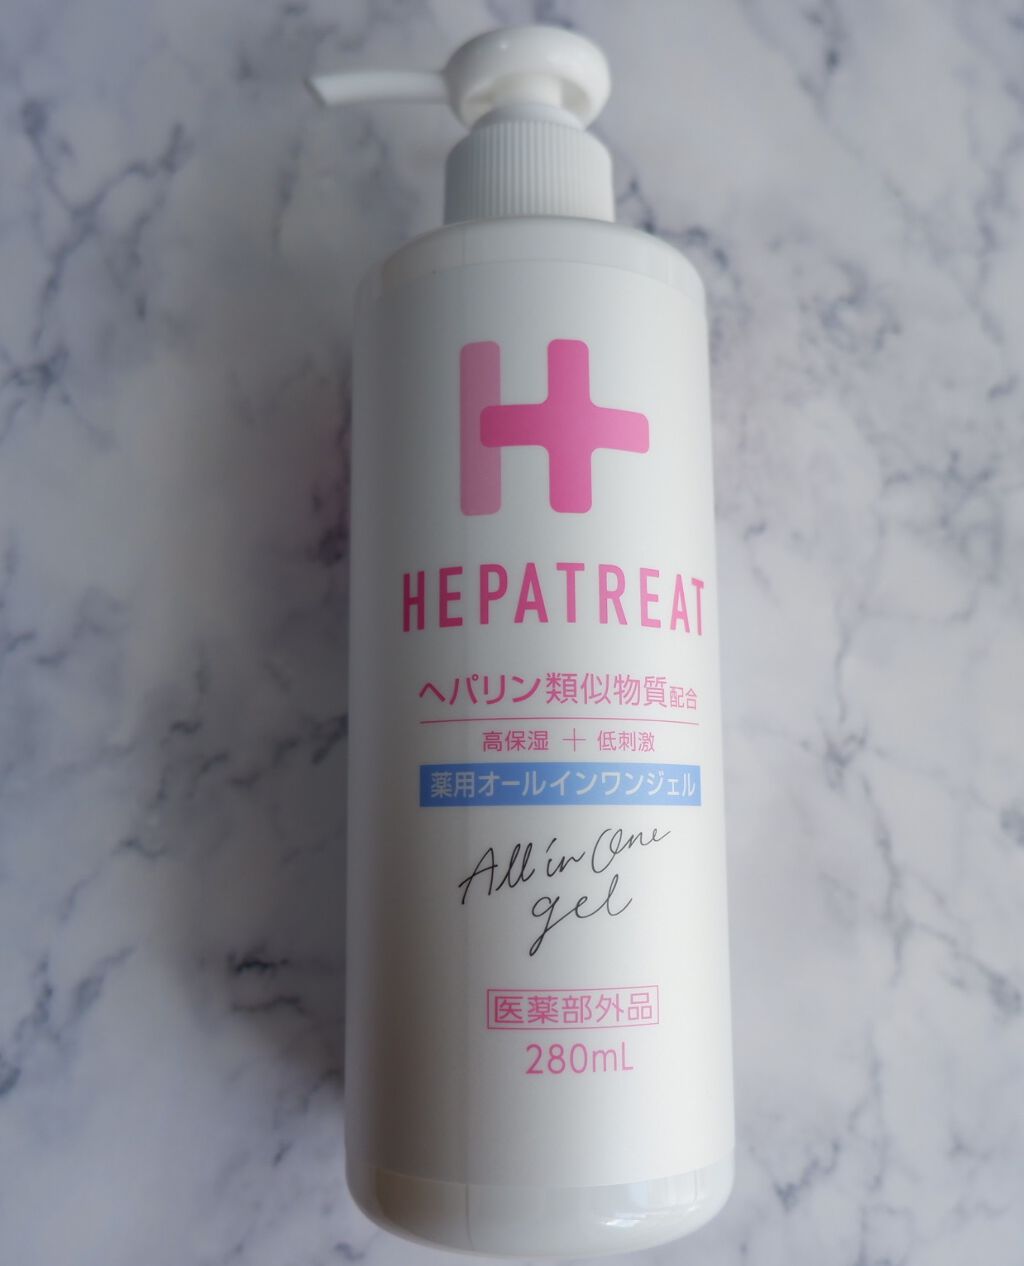 HEPATREAT
ヘパリン類似物質配合
高保湿 + 低刺激
薬用オールインワンジェル
All in One
gel
医薬部外品
280mL